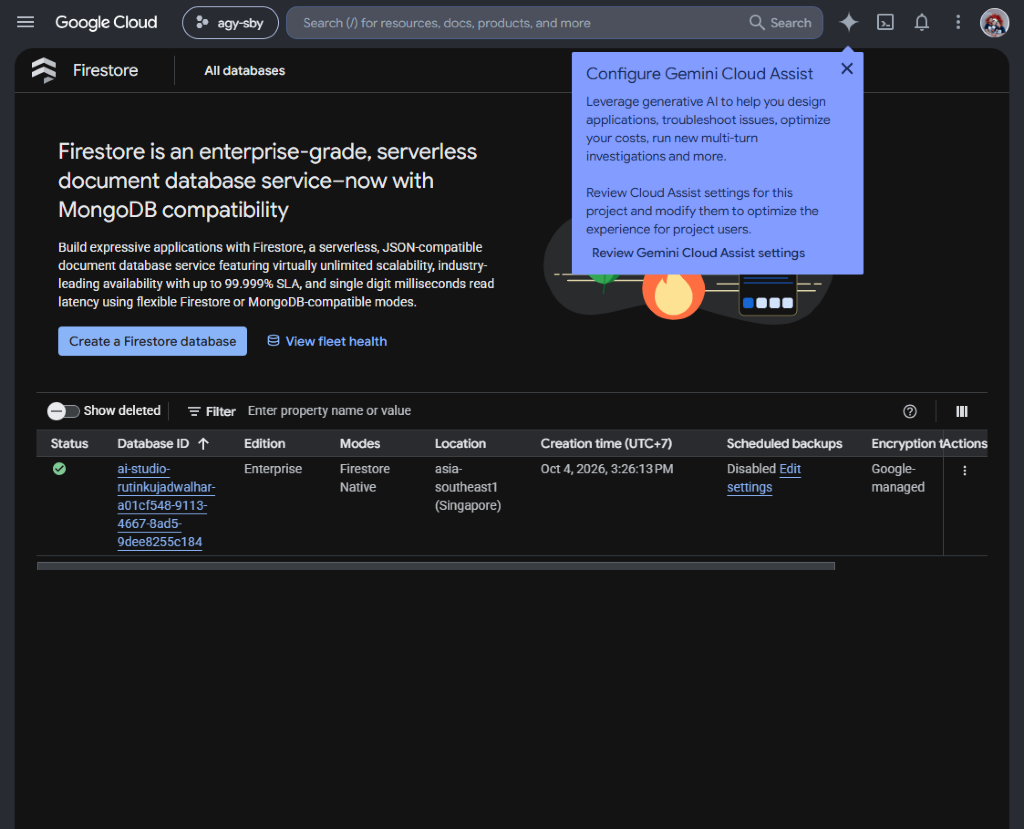 Google Cloud
agy-sby
Search (/) for resources, docs, products, and more
Search
Firestore
All databases
Configure Gemini Cloud Assist
Leverage generative AI to help you design
applications, troubleshoot issues, optimize
your costs, run new multi-turn
investigations and more.
Review Cloud Assist settings for this
project and modify them to optimize the
experience for project users.
Review Gemini Cloud Assist settings
Firestore is an enterprise-grade, serverless
document database service–now with
MongoDB compatibility
Build expressive applications with Firestore, a serverless, JSON-compatible
document database service featuring virtually unlimited scalability, industry-
leading availability with up to 99.999% SLA, and single digit milliseconds read
latency using flexible Firestore or MongoDB-compatible modes.
Create a Firestore database
View fleet health
Show deleted
Filter
Enter property name or value
Status Database ID Edition Modes Location Creation time (UTC+7) Scheduled backups Encryption t Actions
ai-studio- Enterprise Firestore asia- Oct 4, 2026, 3:26:13 PM Disabled Edit Google-
rutinkujadwalhar- Native southeast1 settings managed
a01cf548-9113- (Singapore)
4667-8ad5-
9dee8255c184